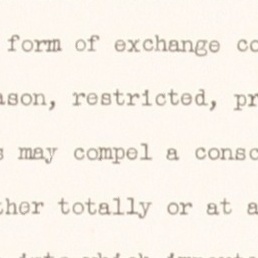 form of exchange co
ason, restricted, pr
s may compel a consc
ther totally or at a